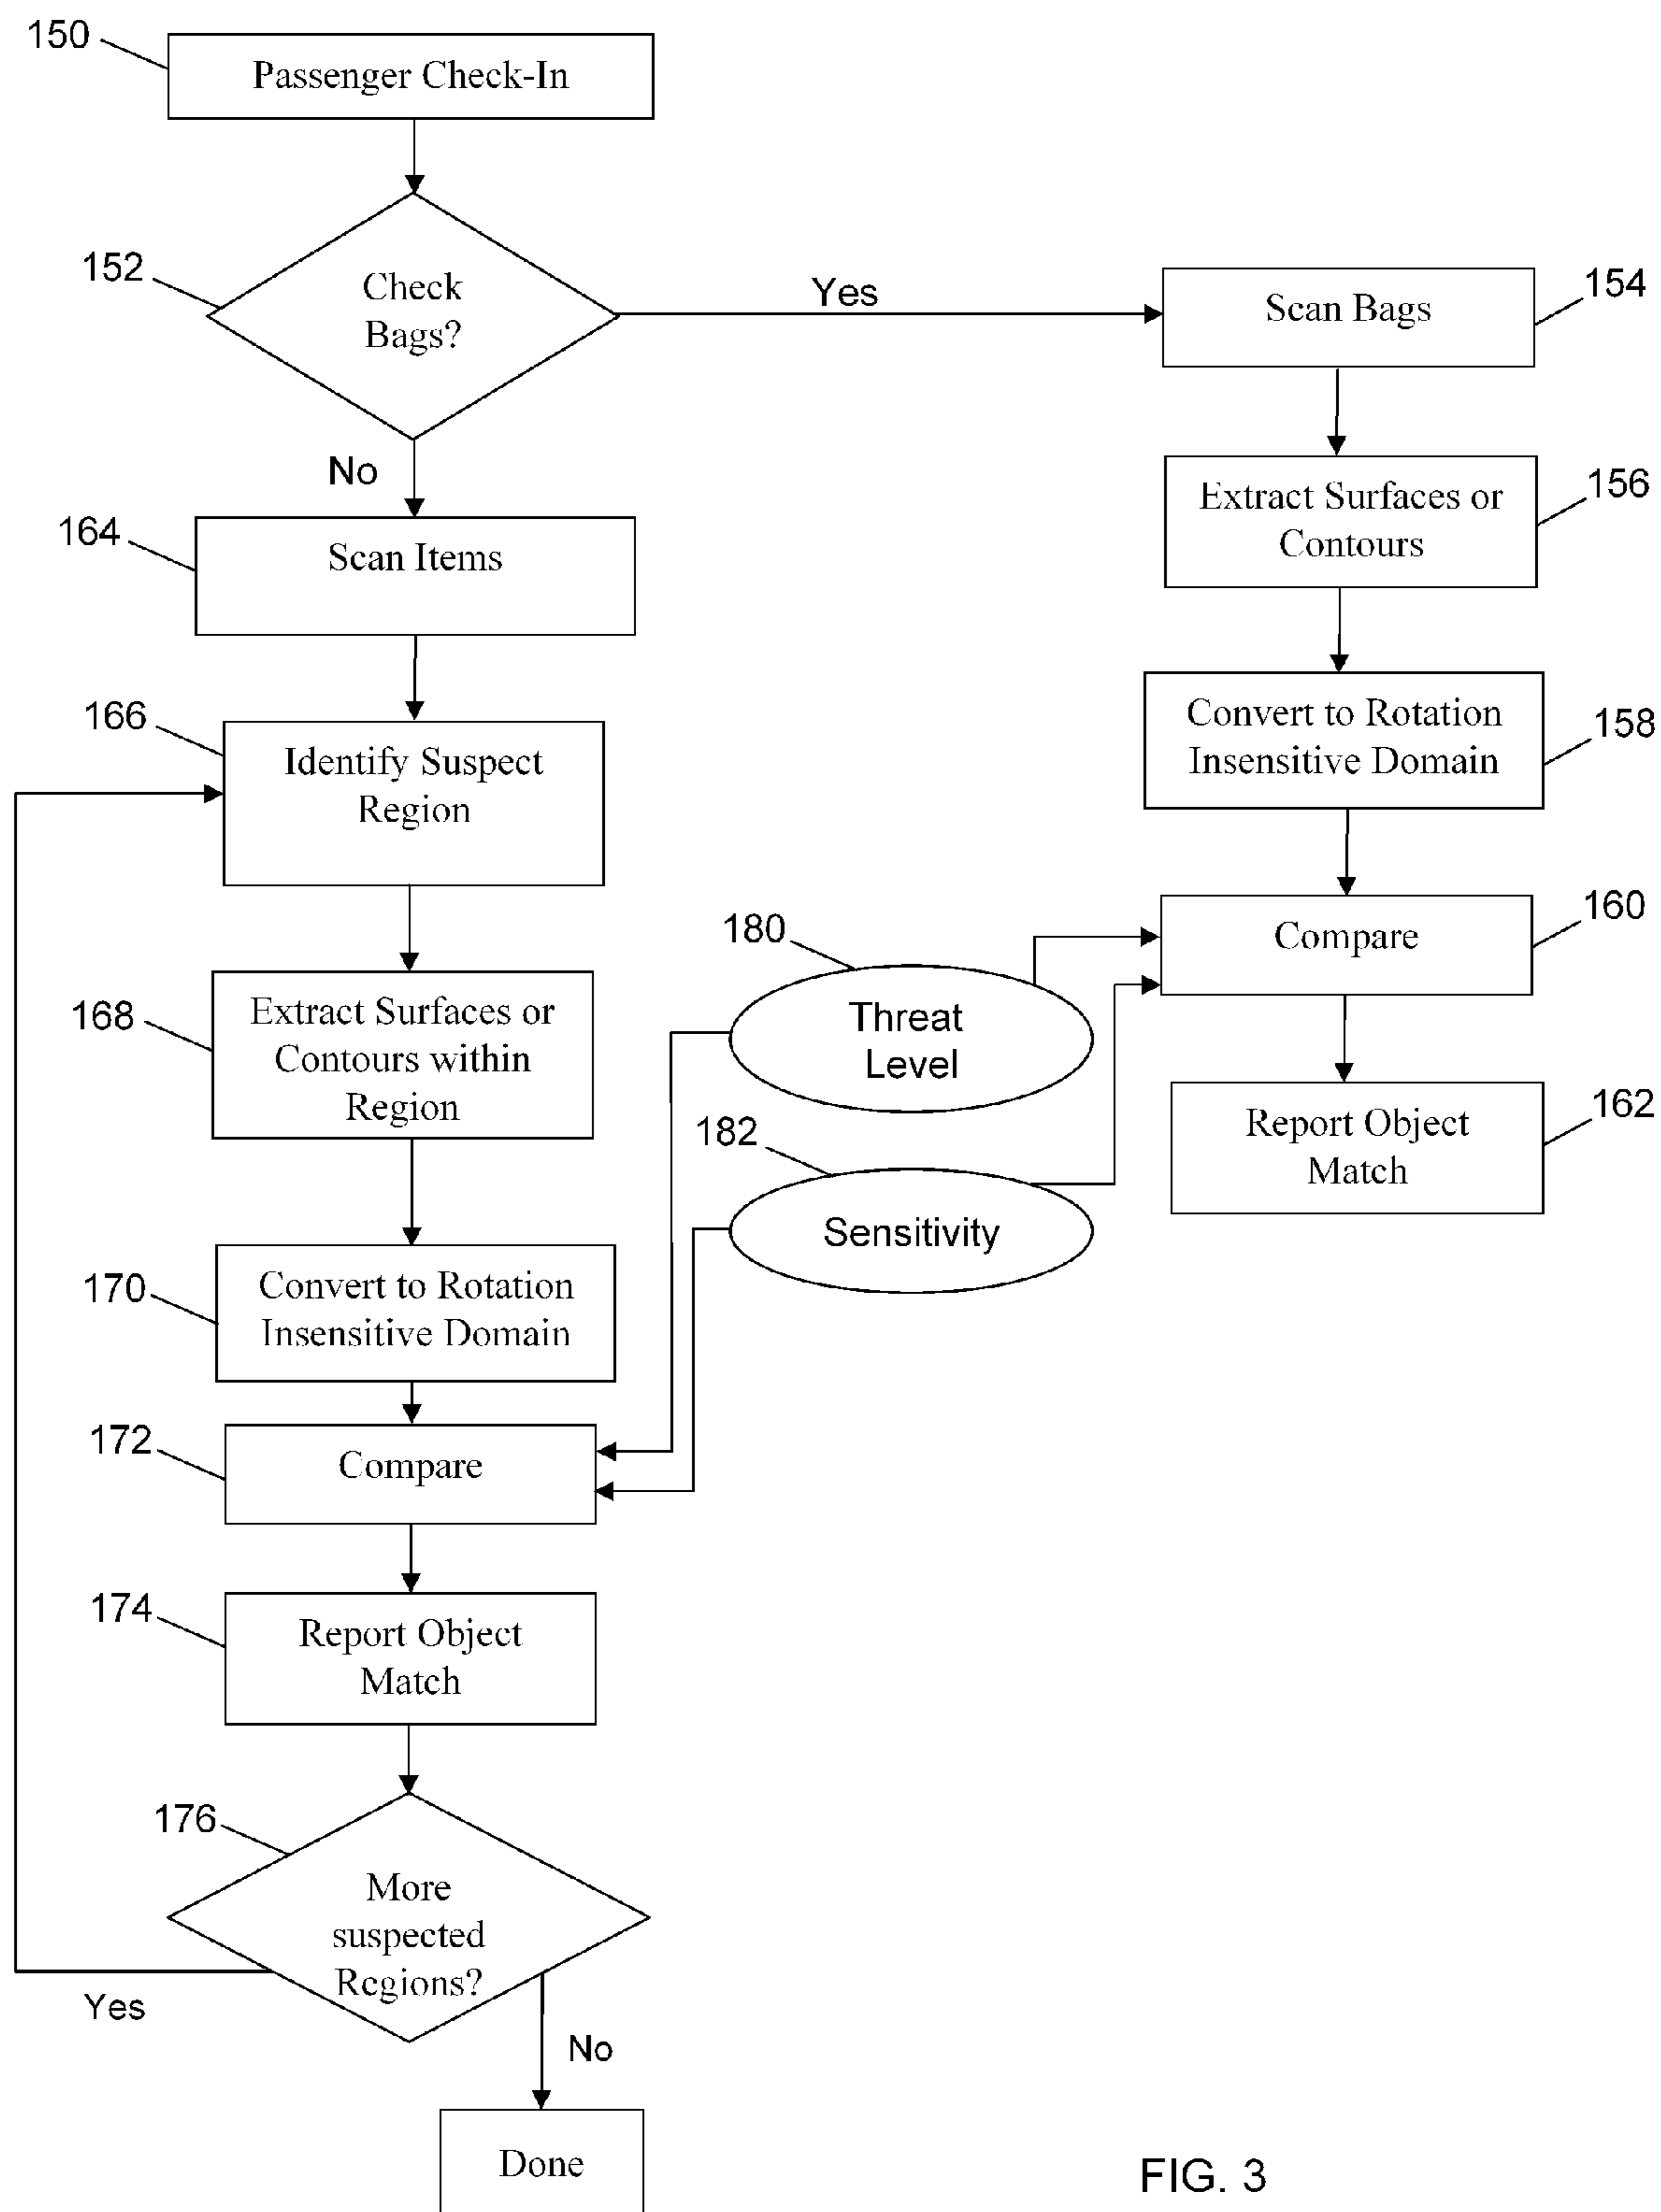 150
Passenger Check-In
152
Check
Bags?
Yes
Scan Bags
154
No
Extract Surfaces or
Contours
156
164
Scan Items
Convert to Rotation
Insensitive Domain
158
166
Identify Suspect
Region
Compare
160
180
Threat
Level
168
Extract Surfaces or
Contours within
Region
Report Object
Match
162
182
Sensitivity
170
Convert to Rotation
Insensitive Domain
172
Compare
174
Report Object
Match
176
More
suspected
Regions?
Yes
No
Done
FIG. 3